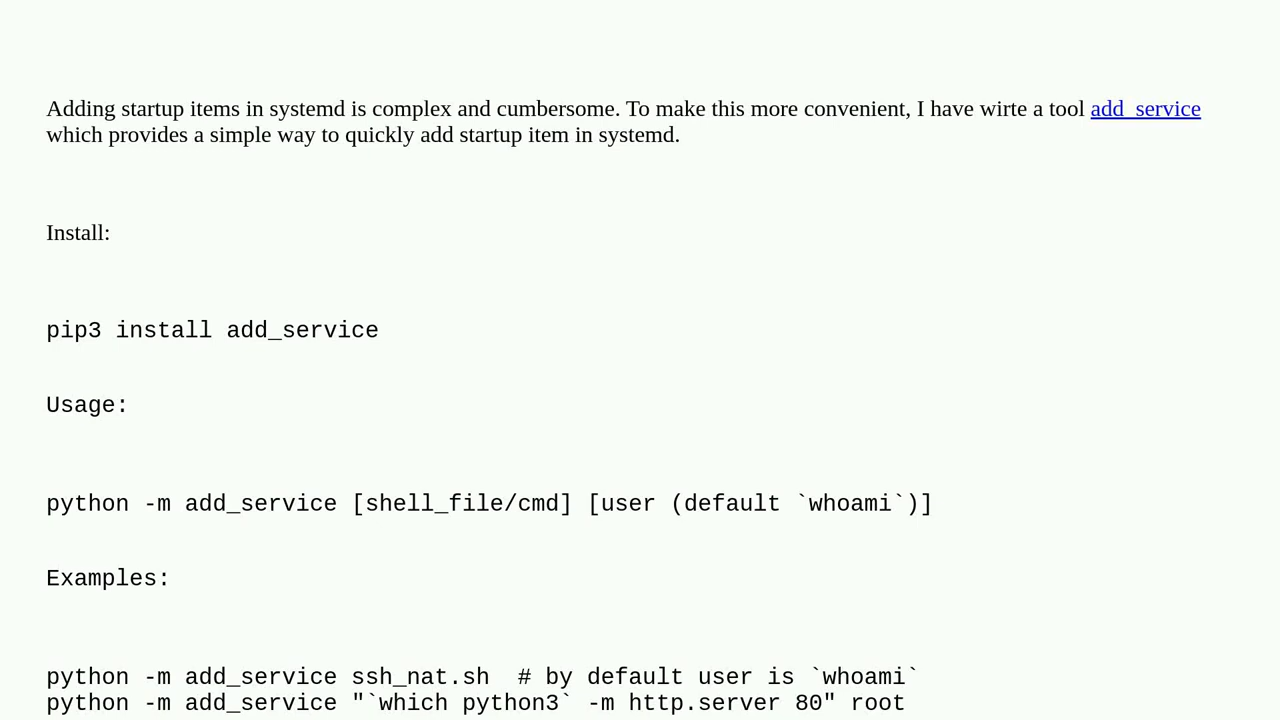 Adding startup items in systemd is complex and cumbersome. To make this more convenient, I have wirte a tool add_service
which provides a simple way to quickly add startup item in systemd.
Install:
pip3 install add_service
Usage:
python -m add_service [shell_file/cmd] [user (default `whoami`)]
Examples:
python -m add_service ssh_nat.sh  # by default user is `whoami`
python -m add_service "`which python3` -m http.server 80" root